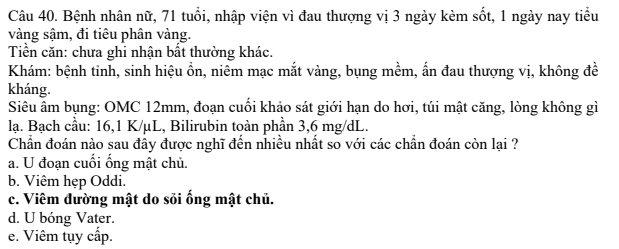 Câu 40. Bệnh nhân nữ, 71 tuổi, nhập viện vì đau thượng vị 3 ngày kèm sốt, 1 ngày nay tiểu
vàng sậm, đi tiêu phân vàng.
Tiền căn: chưa ghi nhận bất thường khác.
Khám: bệnh tỉnh, sinh hiệu ổn, niêm mạc mắt vàng, bụng mềm, ấn đau thượng vị, không đề
kháng.
Siêu âm bụng: OMC 12mm, đoạn cuối khảo sát giới hạn do hơi, túi mật căng, lòng không gì
lạ. Bạch cầu: 16,1 K/µL, Bilirubin toàn phần 3,6 mg/dL.
Chẩn đoán nào sau đây được nghĩ đến nhiều nhất so với các chẩn đoán còn lại ?
a. U đoạn cuối ống mật chủ.
b. Viêm hẹp Oddi.
c. Viêm đường mật do sỏi ống mật chủ.
d. U bóng Vater.
e. Viêm tụy cấp.